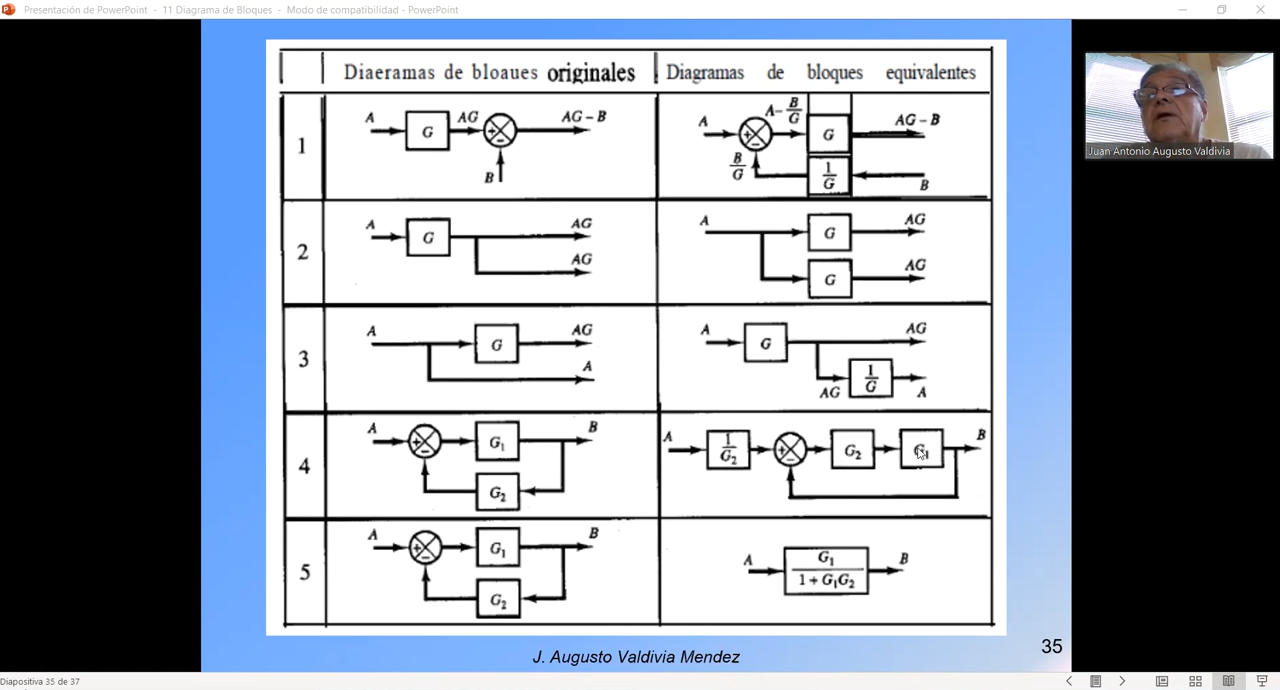 Presentación de PowerPoint - 11 Diagrama de Bloques - Modo de compatibilidad - PowerPoint
Diaeramas de bloaues originales
Diagramas de bloques equivalentes
1
A
G
AG
+
−
AG − B
B
A
+
−
A− B/G
G
AG − B
B/G
1/G
B
2
A
G
AG
AG
A
G
AG
G
AG
3
A
G
AG
A
A
G
AG
AG
1/G
A
4
A
+
−
G₁
B
G₂
A
1/G₂
+
−
G₂
G₁
B
5
A
+
−
G₁
B
G₂
A
G₁
1 + G₁G₂
B
Juan Antonio Augusto Valdivia
J. Augusto Valdivia Mendez
35
Diapositiva 35 de 37